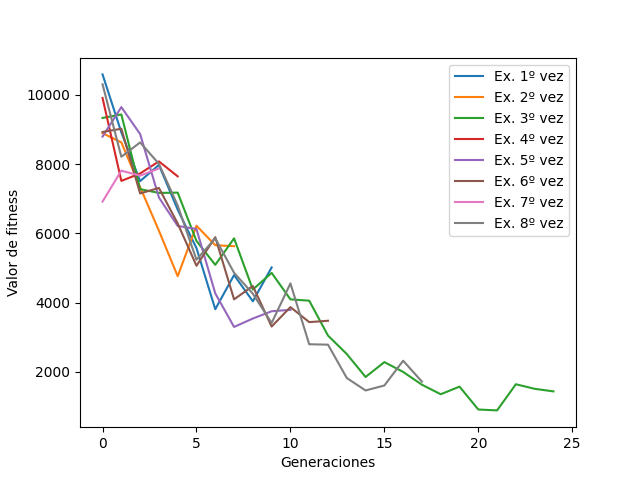 10000
8000
6000
4000
2000
Valor de fitness
0 5 10 15 20 25
Generaciones
Ex. 1º vez
Ex. 2º vez
Ex. 3º vez
Ex. 4º vez
Ex. 5º vez
Ex. 6º vez
Ex. 7º vez
Ex. 8º vez